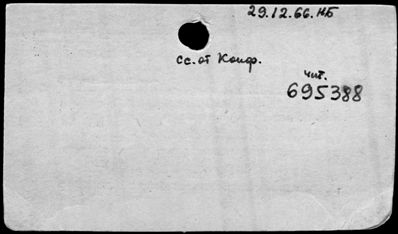 29.12.66.НБ
сс. от Конф.
чит.
695388